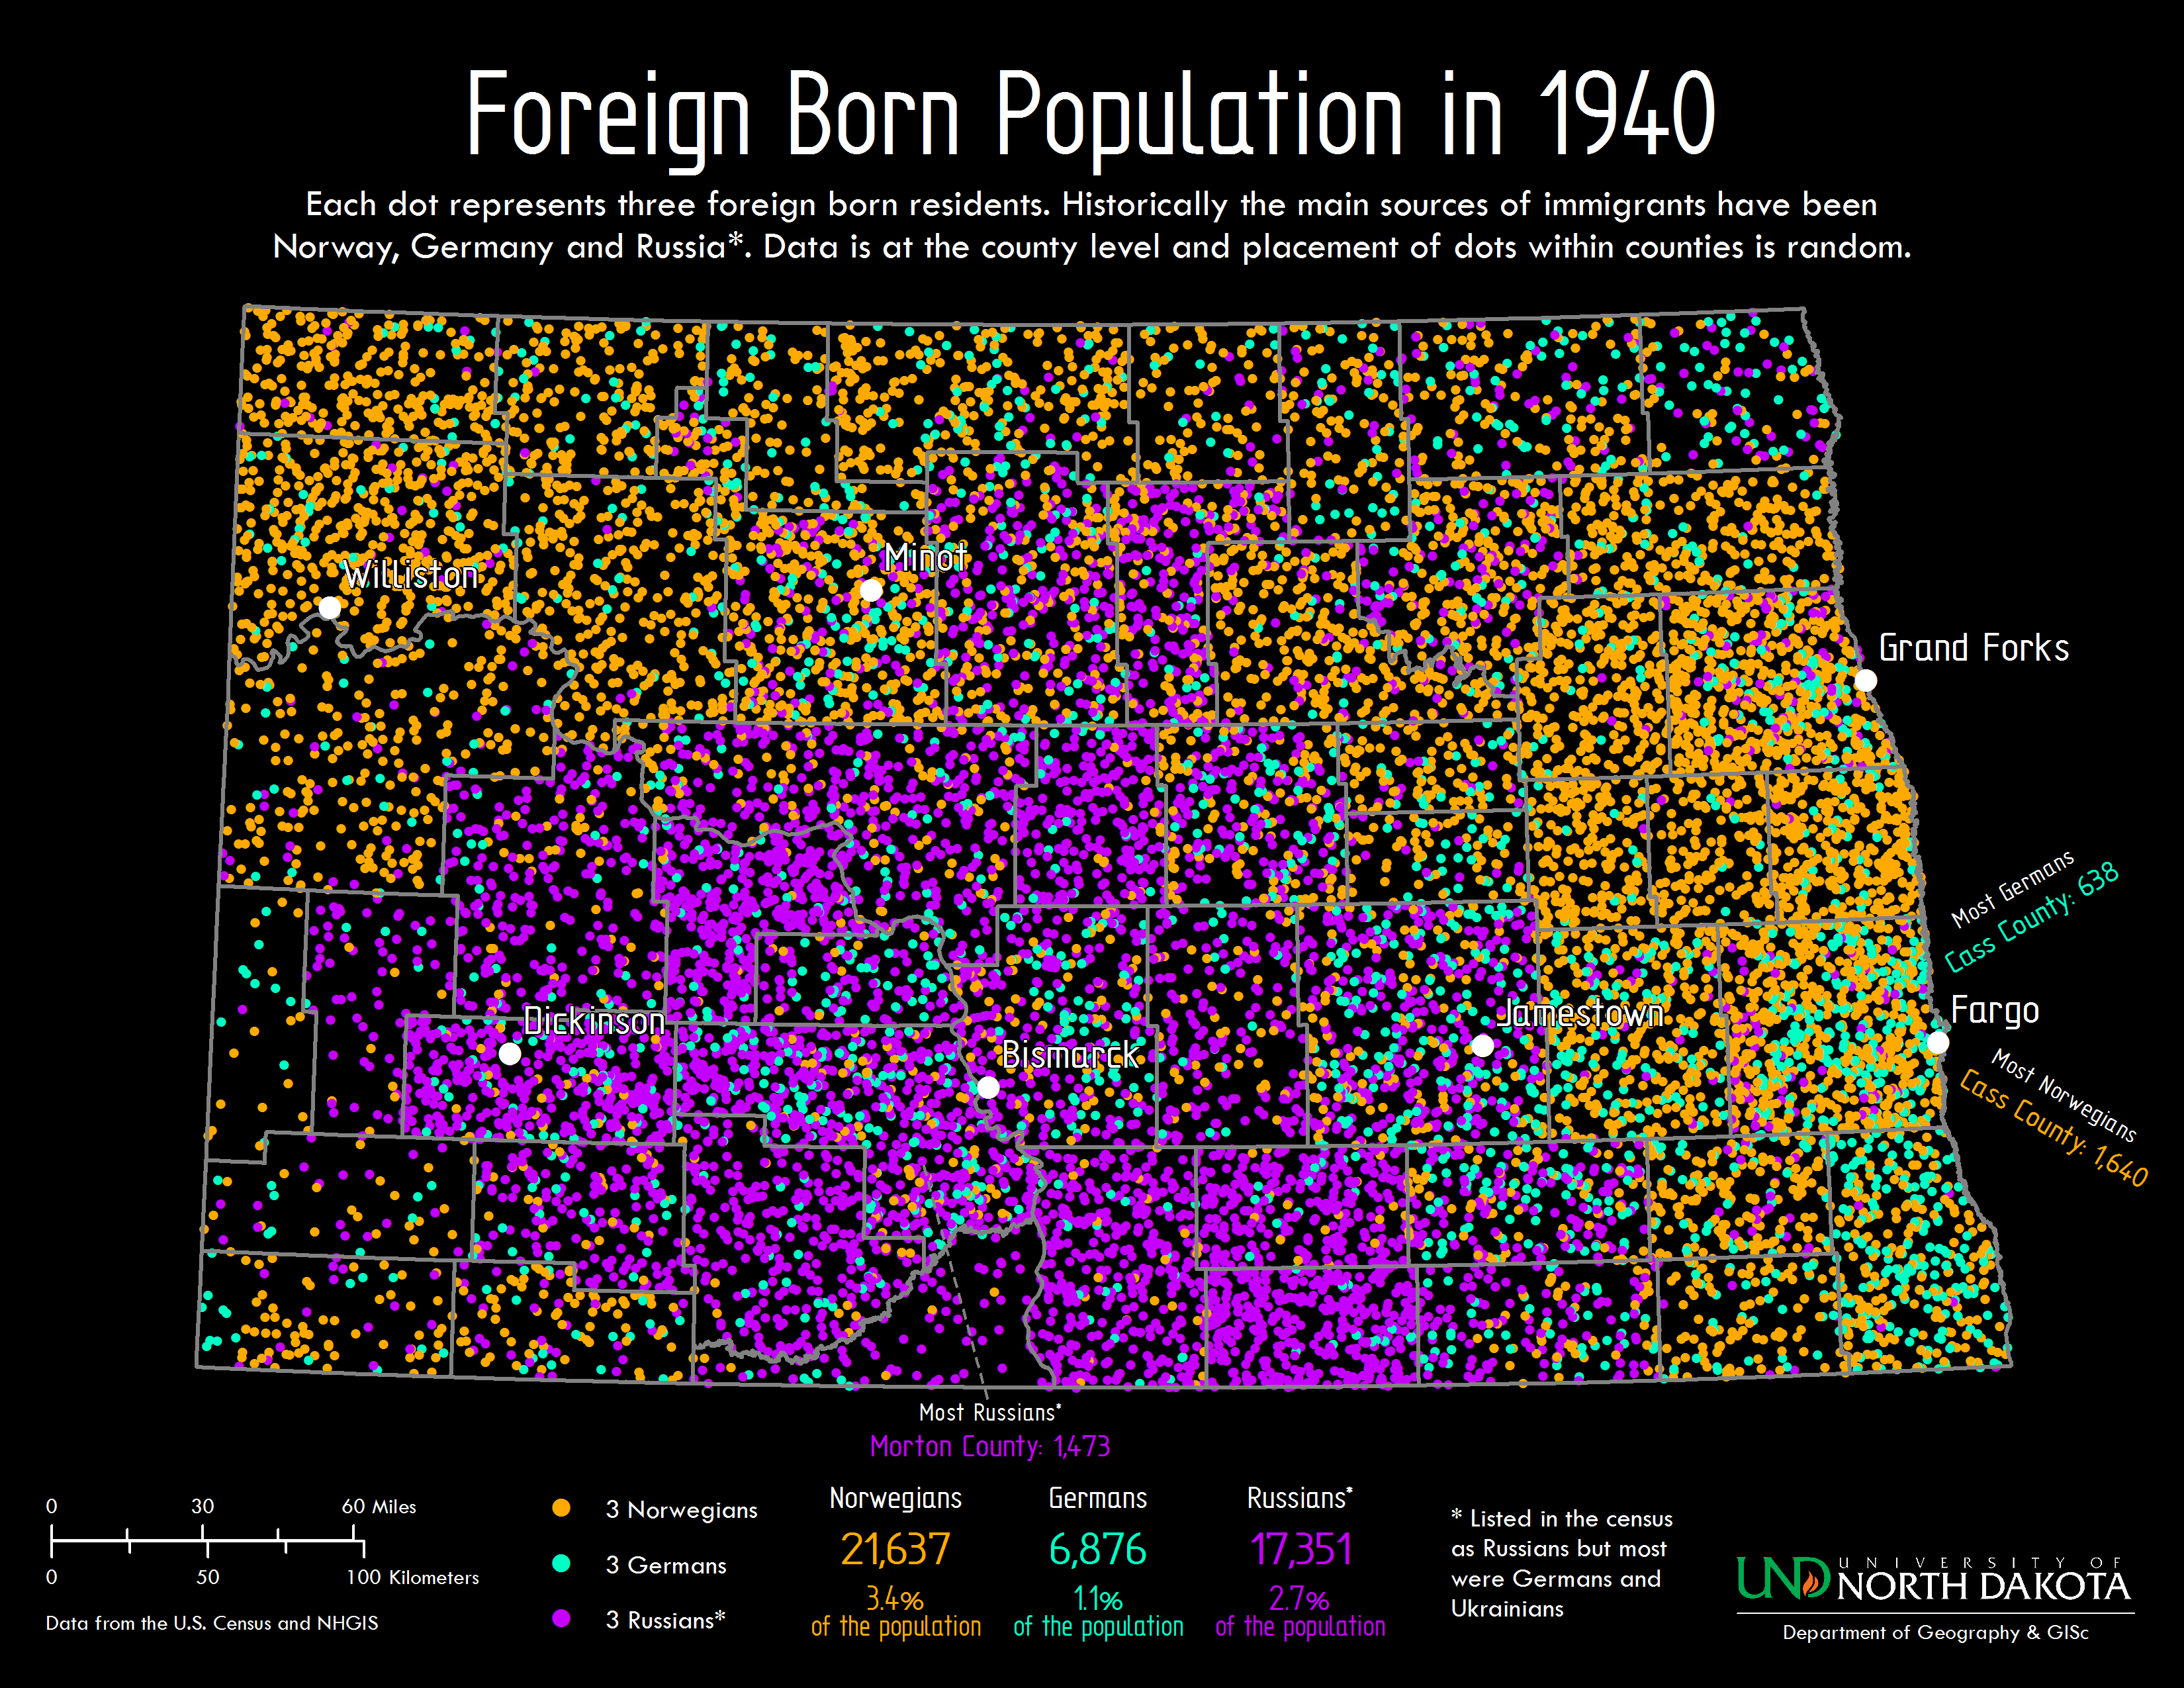 Foreign Born Population in 1940
Each dot represents three foreign born residents. Historically the main sources of immigrants have been
Norway, Germany and Russia*. Data is at the county level and placement of dots within counties is random.
Minot
Williston
Grand Forks
Most Germans
Cass County: 638
Fargo
Dickinson
Jamestown
Bismarck
Most Norwegians
Cass County: 1,640
Most Russians*
Morton County: 1,473
0 30 60 Miles
0 50 100 Kilometers
Data from the U.S. Census and NHGIS
3 Norwegians
3 Germans
3 Russians*
Norwegians
21,637
3.4%
of the population
Germans
6,876
1.1%
of the population
Russians*
17,351
2.7%
of the population
* Listed in the census
as Russians but most
were Germans and
Ukrainians
UND UNIVERSITY OF
NORTH DAKOTA
Department of Geography & GISc